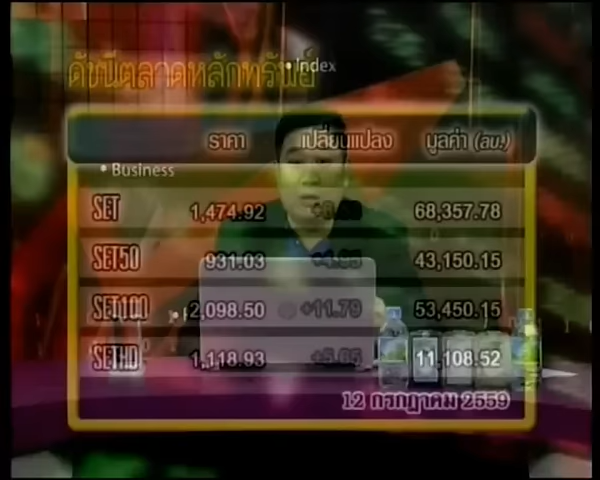 ดัชนีตลาดหลักทรัพย์
• Index
ราคา เปลี่ยนแปลง มูลค่า (ลบ.)
• Business
SET 1,474.92 68,357.78
SET50 931.03 43,150.15
SET100 2,098.50 +11.79 53,450.15
SETHD 1,118.93 11,108.52
12 กรกฎาคม 2559